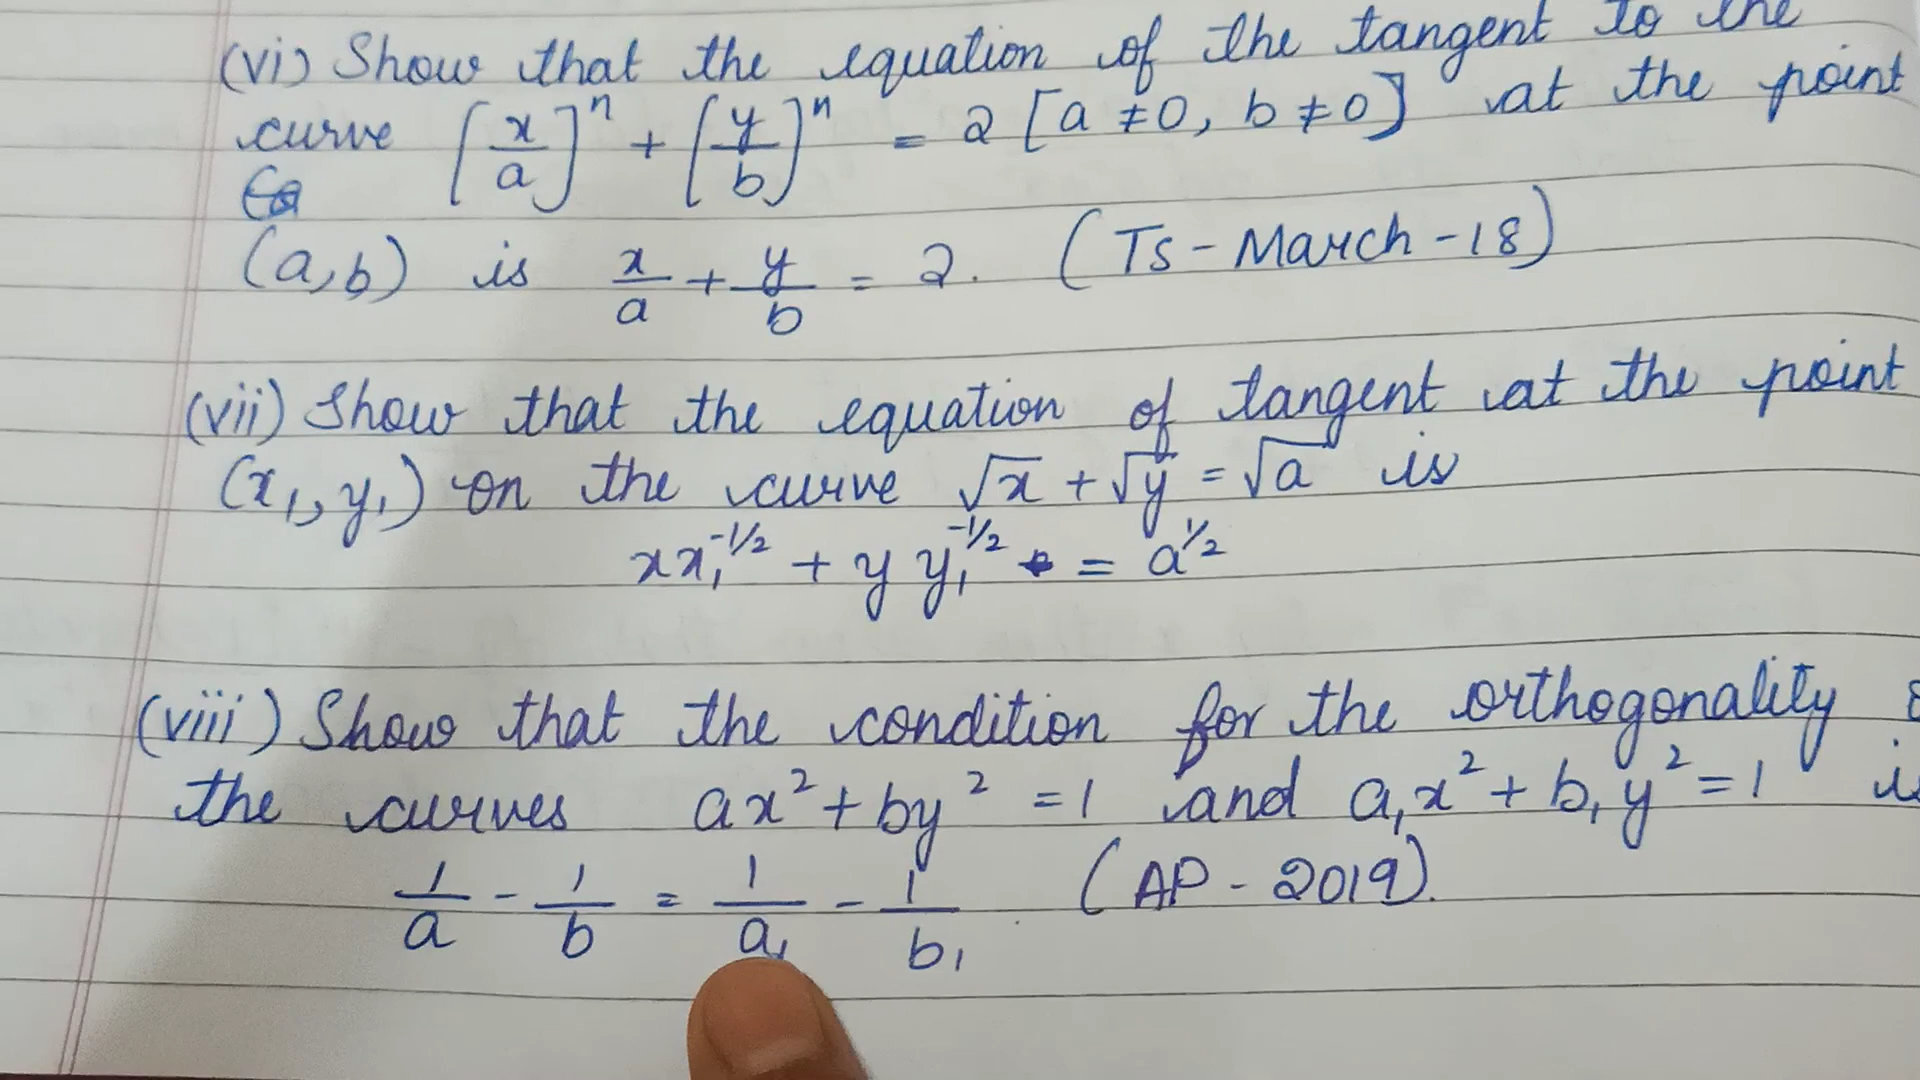 (vi) Show that the equation of the tangent to the
curve [x/a]ⁿ + [y/b]ⁿ = 2 [a ≠ 0, b ≠ 0] at the point
(a,b) is x/a + y/b = 2. (Ts - March - 18)
(vii) Show that the equation of tangent at the point
(x₁, y₁) on the curve √x + √y = √a is
xx₁^-1/2 + y y₁^-1/2 = a^1/2
(viii) Show that the condition for the orthogonality
the curves ax² + by² = 1 and a₁x² + b₁y² = 1 is
1/a - 1/b = 1/a₁ - 1/b₁ (AP - 2019).